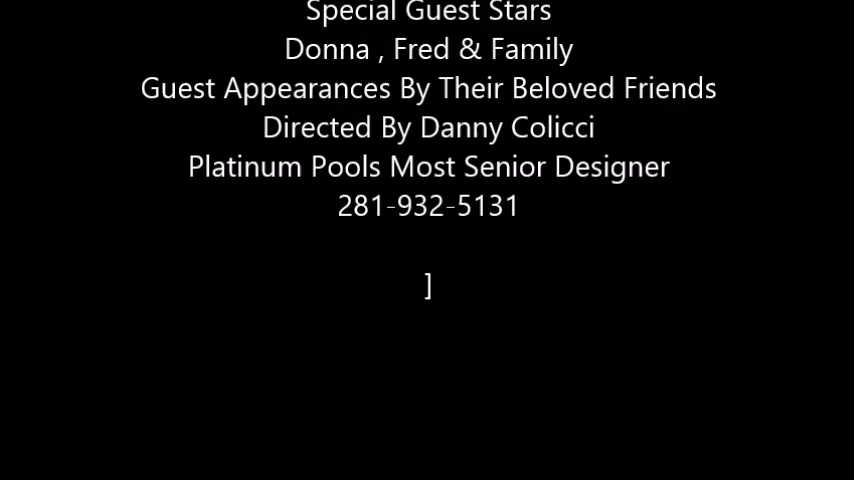 Special Guest Stars
Donna , Fred & Family
Guest Appearances By Their Beloved Friends
Directed By Danny Colicci
Platinum Pools Most Senior Designer
281-932-5131
]